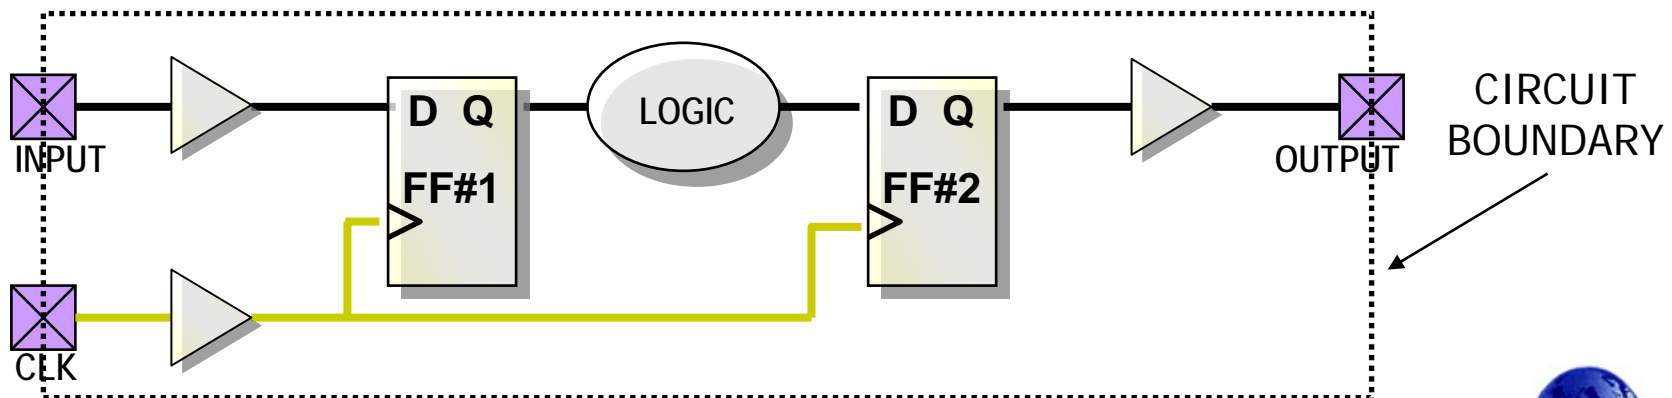 INPUT
D Q
FF#1
LOGIC
D Q
FF#2
OUTPUT
CIRCUIT
BOUNDARY
CLK